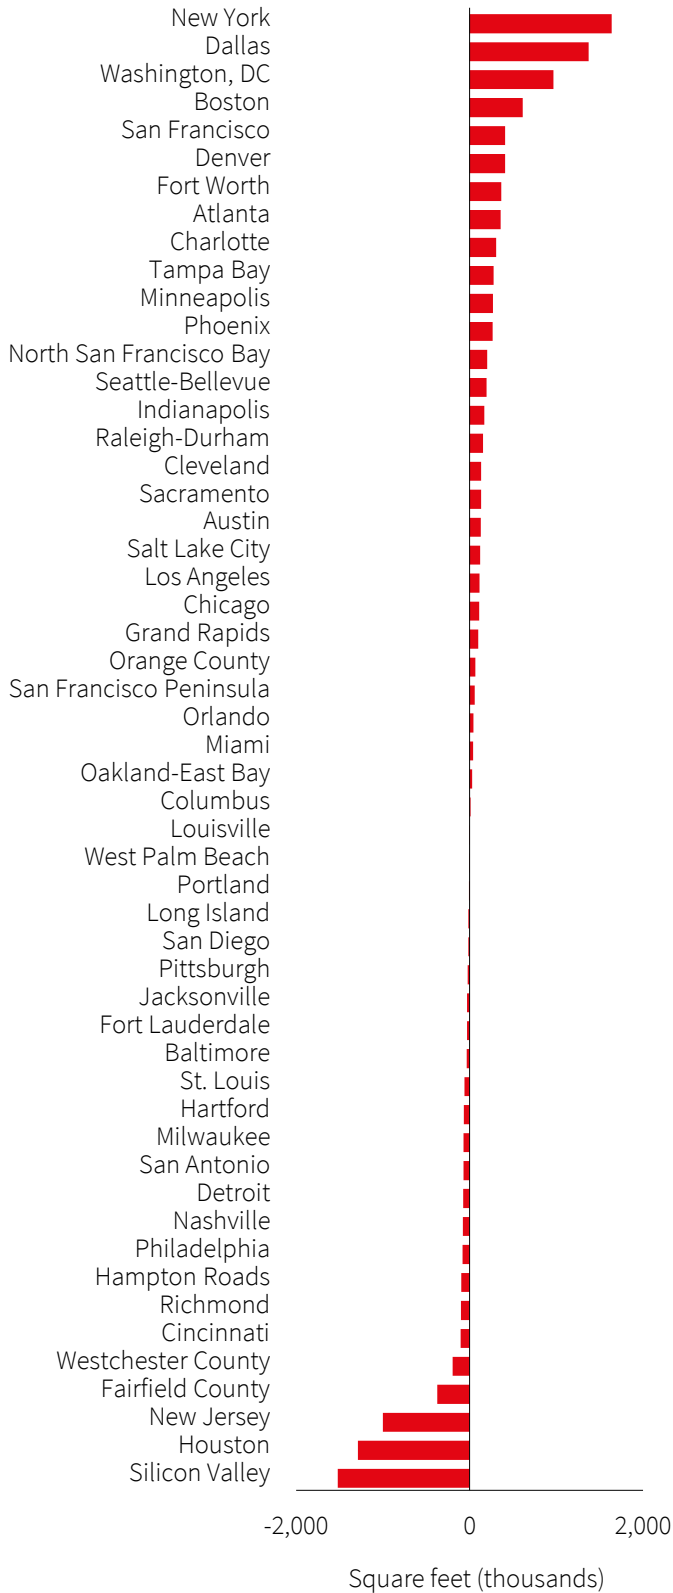 New York
Dallas
Washington, DC
Boston
San Francisco
Denver
Fort Worth
Atlanta
Charlotte
Tampa Bay
Minneapolis
Phoenix
North San Francisco Bay
Seattle-Bellevue
Indianapolis
Raleigh-Durham
Cleveland
Sacramento
Austin
Salt Lake City
Los Angeles
Chicago
Grand Rapids
Orange County
San Francisco Peninsula
Orlando
Miami
Oakland-East Bay
Columbus
Louisville
West Palm Beach
Portland
Long Island
San Diego
Pittsburgh
Jacksonville
Fort Lauderdale
Baltimore
St. Louis
Hartford
Milwaukee
San Antonio
Detroit
Nashville
Philadelphia
Hampton Roads
Richmond
Cincinnati
Westchester County
Fairfield County
New Jersey
Houston
Silicon Valley
-2,000 0 2,000
Square feet (thousands)